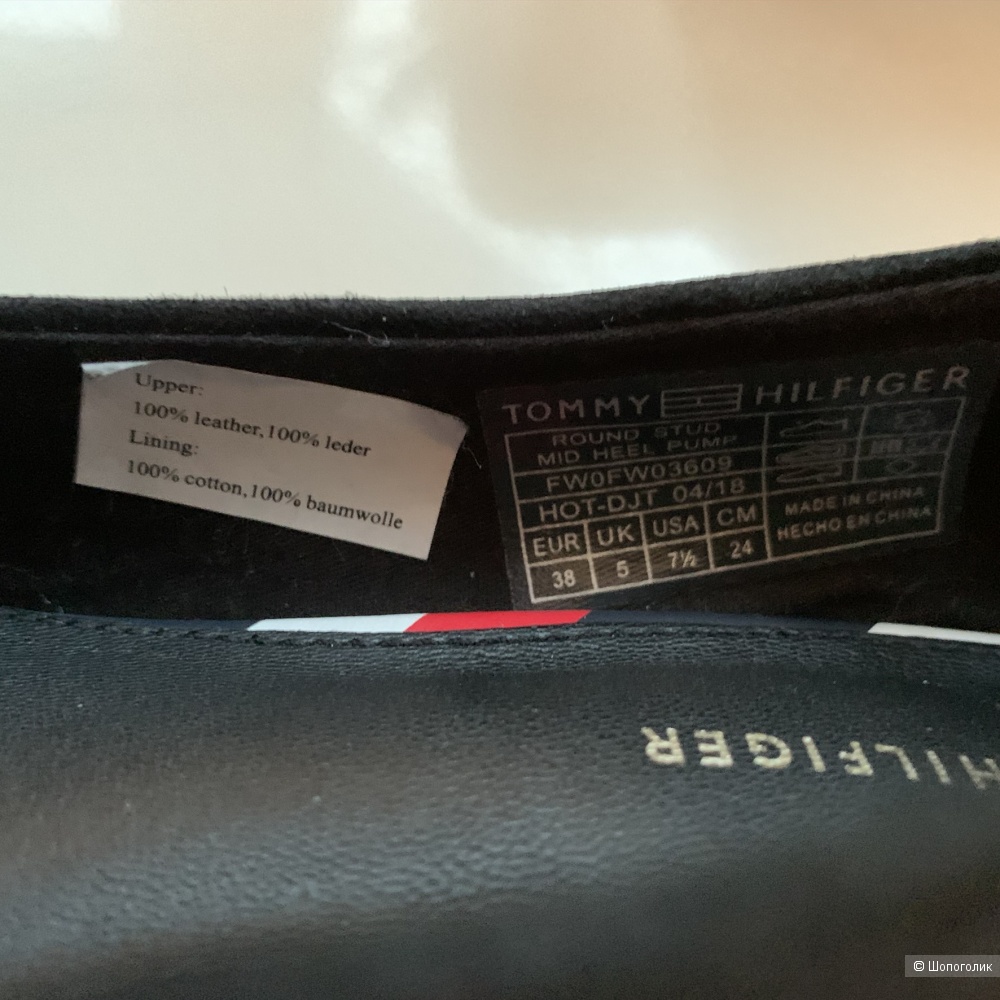 Upper:
100% leather,100% leder
Lining:
100% cotton,100% baumwolle
TOMMY HILFIGER
ROUND STUD
MID HEEL PUMP
FW0FW03609
HOT-DJT 04/18
EUR UK USA CM
38 5 7½ 24
MADE IN CHINA
HECHO EN CHINA
HILFIGER
© Шопоголик